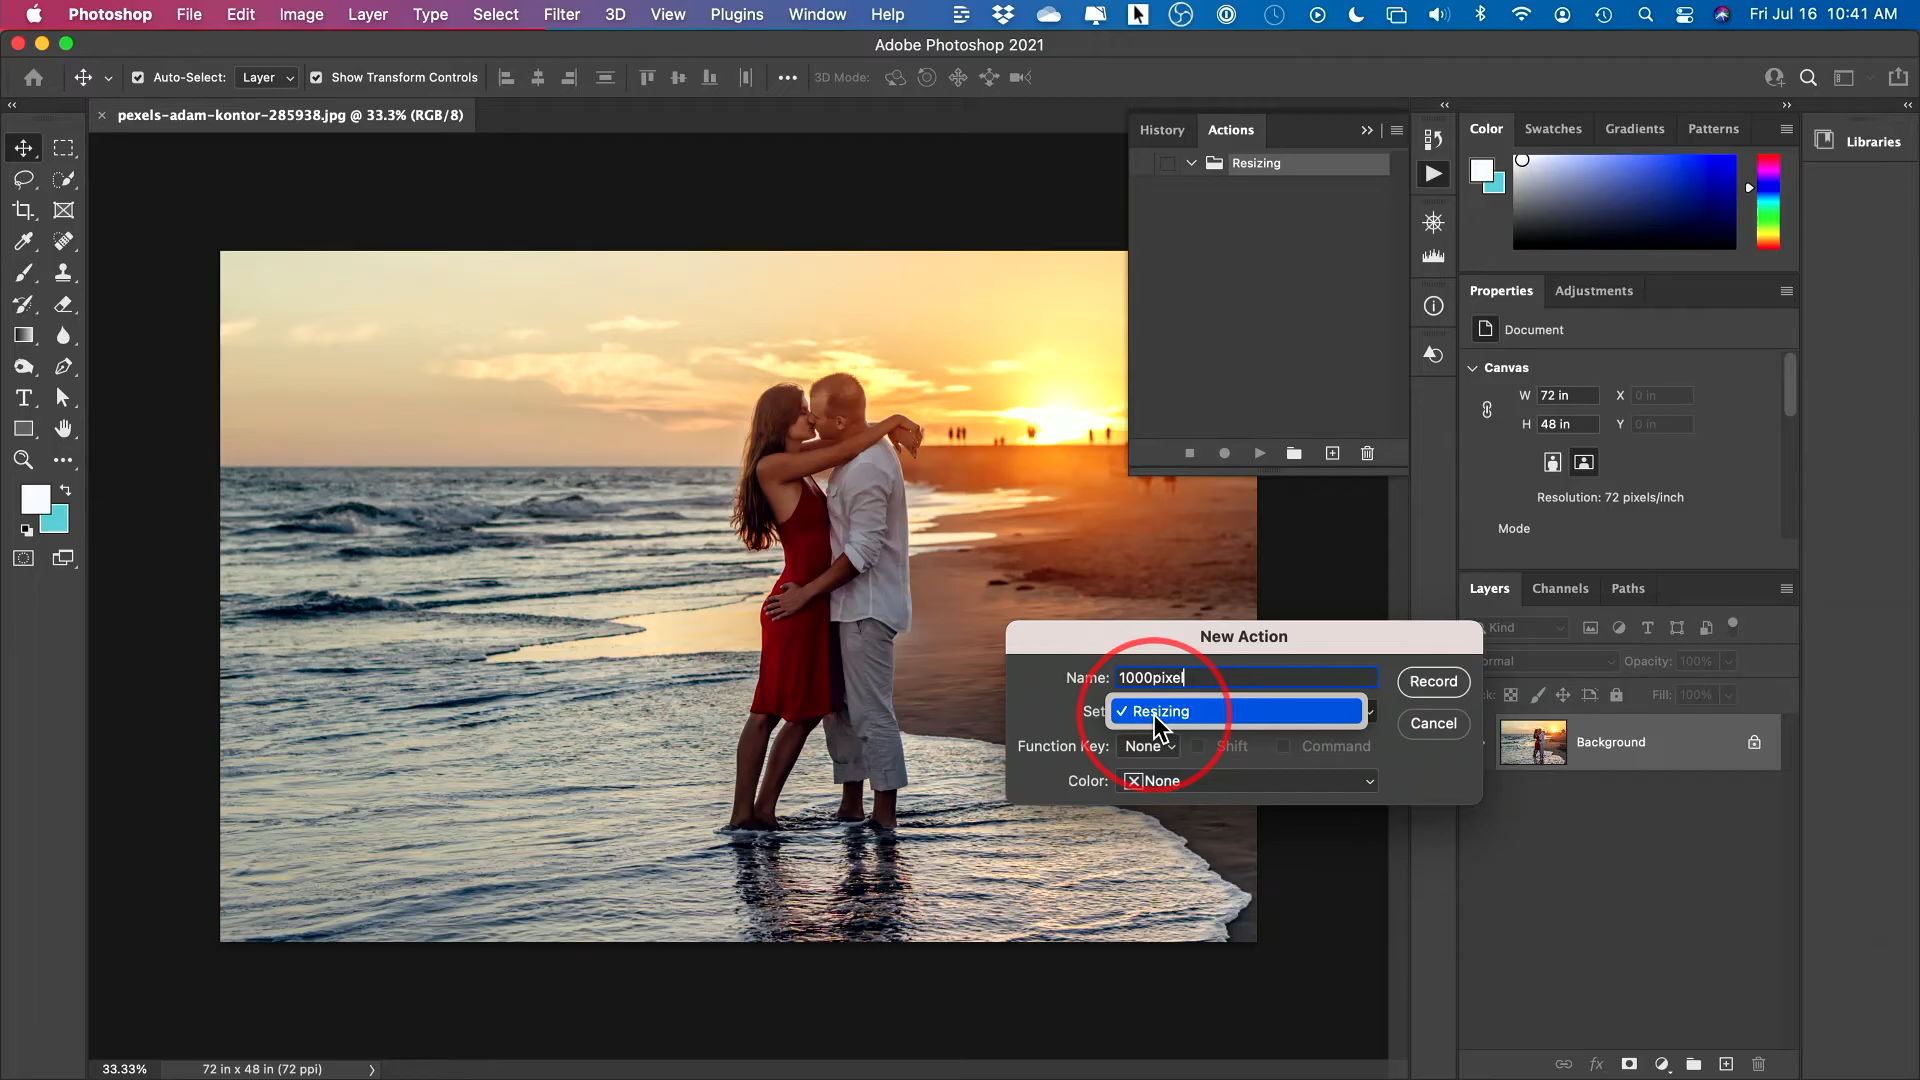 Photoshop File Edit Image Layer Type Select Filter 3D View Plugins Window Help Fri Jul 16 10:41 AM
Adobe Photoshop 2021
Auto-Select: Layer Show Transform Controls 3D Mode:
pexels-adam-kontor-285938.jpg @ 33.3% (RGB/8)
History Actions
Resizing
Color Swatches Gradients Patterns
Libraries
Properties Adjustments
Document
Canvas
W 72 in X 0 in
H 48 in Y 0 in
Resolution: 72 pixels/inch
Mode
Layers Channels Paths
Kind
Opacity: 100%
Fill: 100%
Background
New Action
Name: 1000pixel
Record
Set
Resizing
Cancel
Function Key: None Shift Command
Color: None
33.33% 72 in x 48 in (72 ppi)
fx